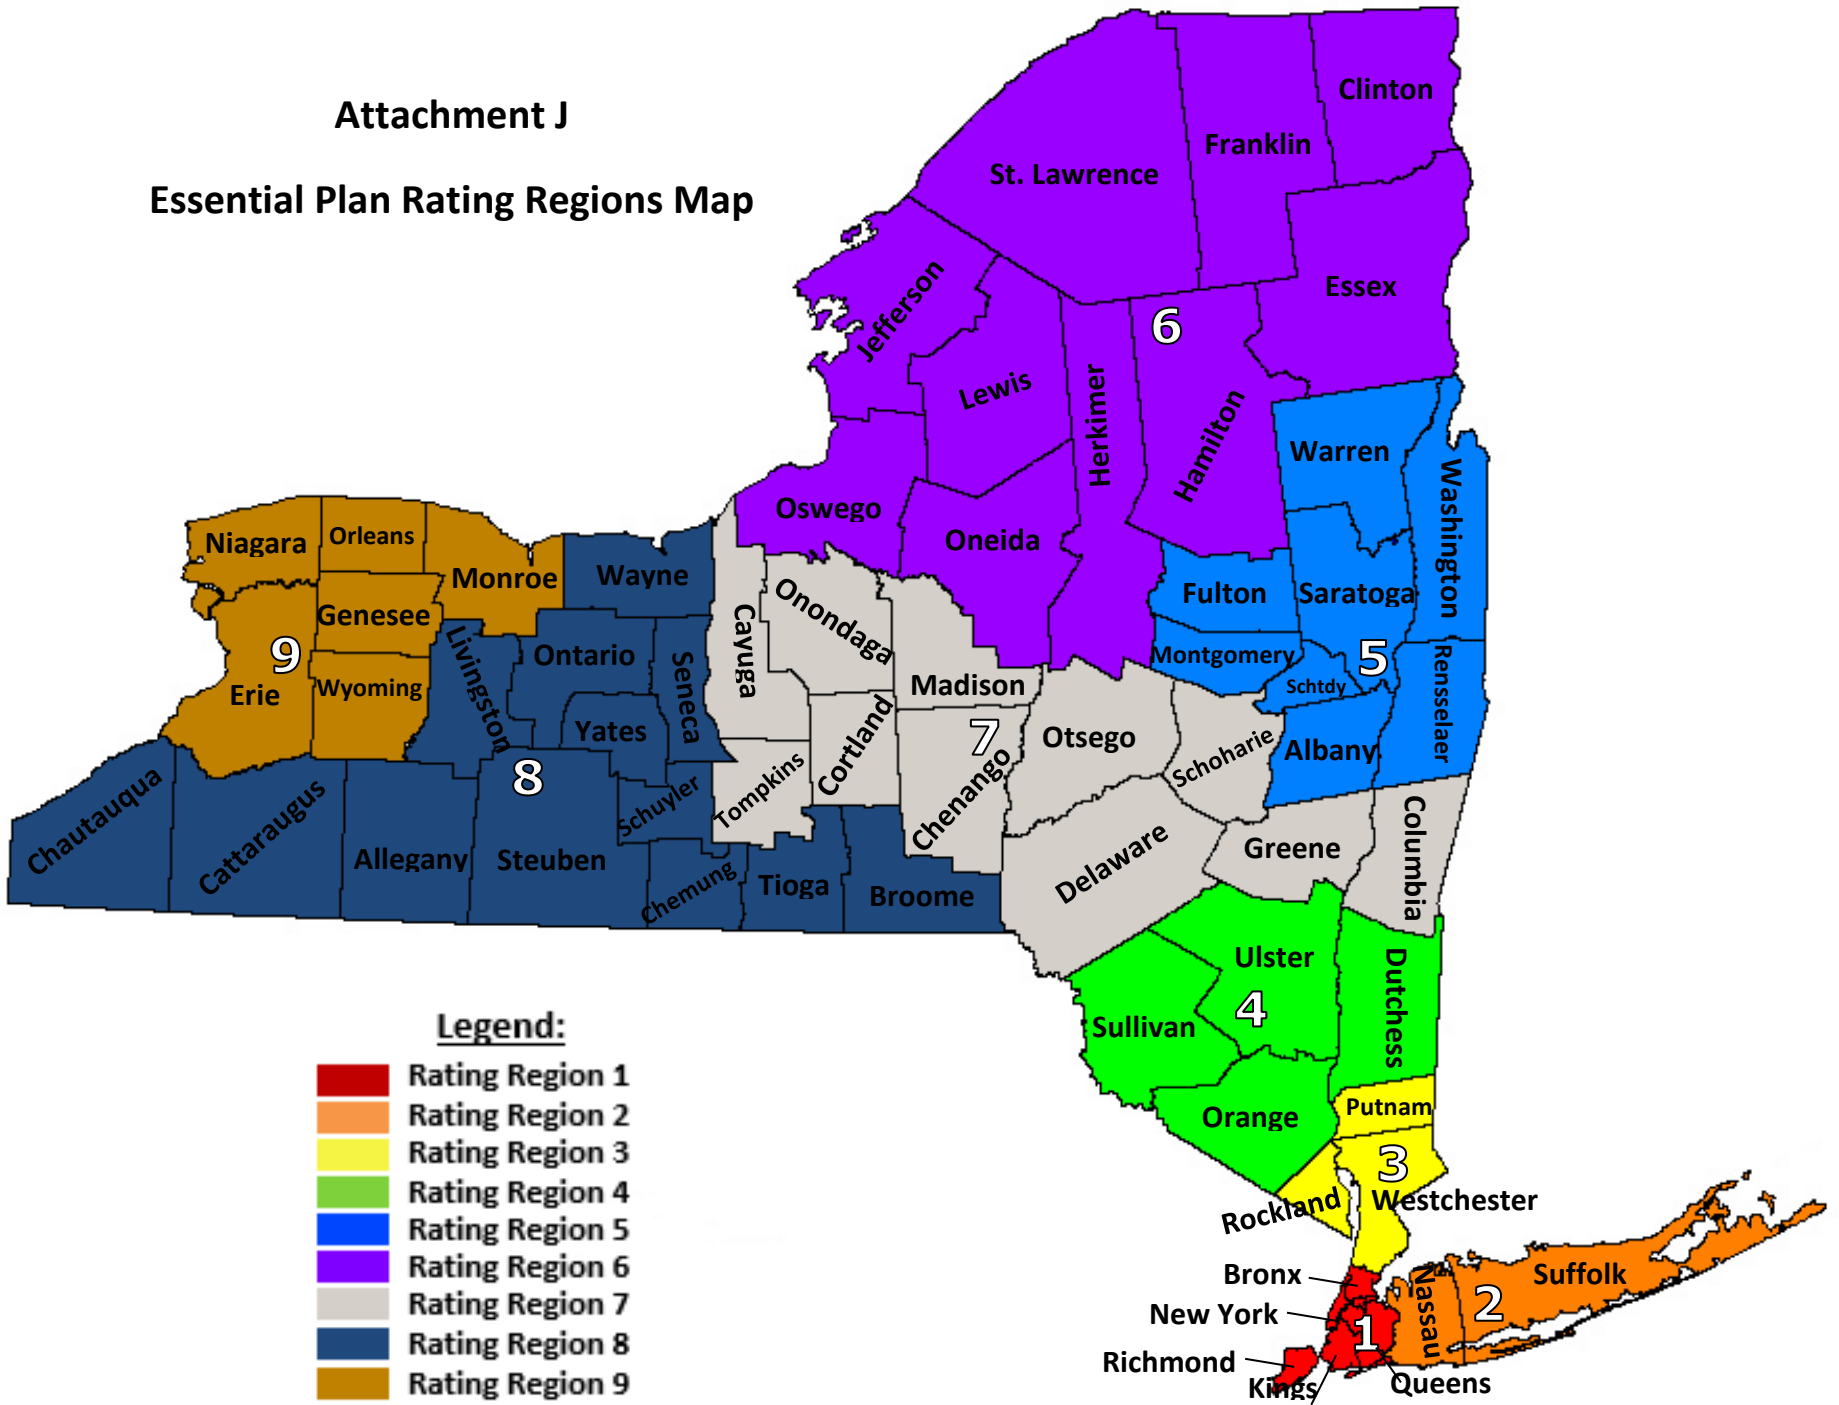 Attachment J
Essential Plan Rating Regions Map
Clinton
Franklin
St. Lawrence
Essex
Jefferson
6
Lewis
Herkimer
Hamilton
Warren
Washington
Oswego
Oneida
Niagara
Orleans
Monroe
Wayne
Genesee
Onondaga
Cayuga
Fulton
Saratoga
9
Erie
Wyoming
Livingston
Ontario
Seneca
Yates
Madison
Montgomery
Schtdy
5
Rensselaer
Albany
7
Otsego
Schoharie
Cortland
Tompkins
Chenango
8
Schuyler
Chautauqua
Cattaraugus
Allegany
Steuben
Chemung
Tioga
Broome
Delaware
Greene
Columbia
Ulster
4
Dutchess
Sullivan
Orange
Putnam
3
Westchester
Rockland
Bronx
New York
Richmond
Kings
1
Queens
Nassau
2
Suffolk
Legend:
Rating Region 1
Rating Region 2
Rating Region 3
Rating Region 4
Rating Region 5
Rating Region 6
Rating Region 7
Rating Region 8
Rating Region 9